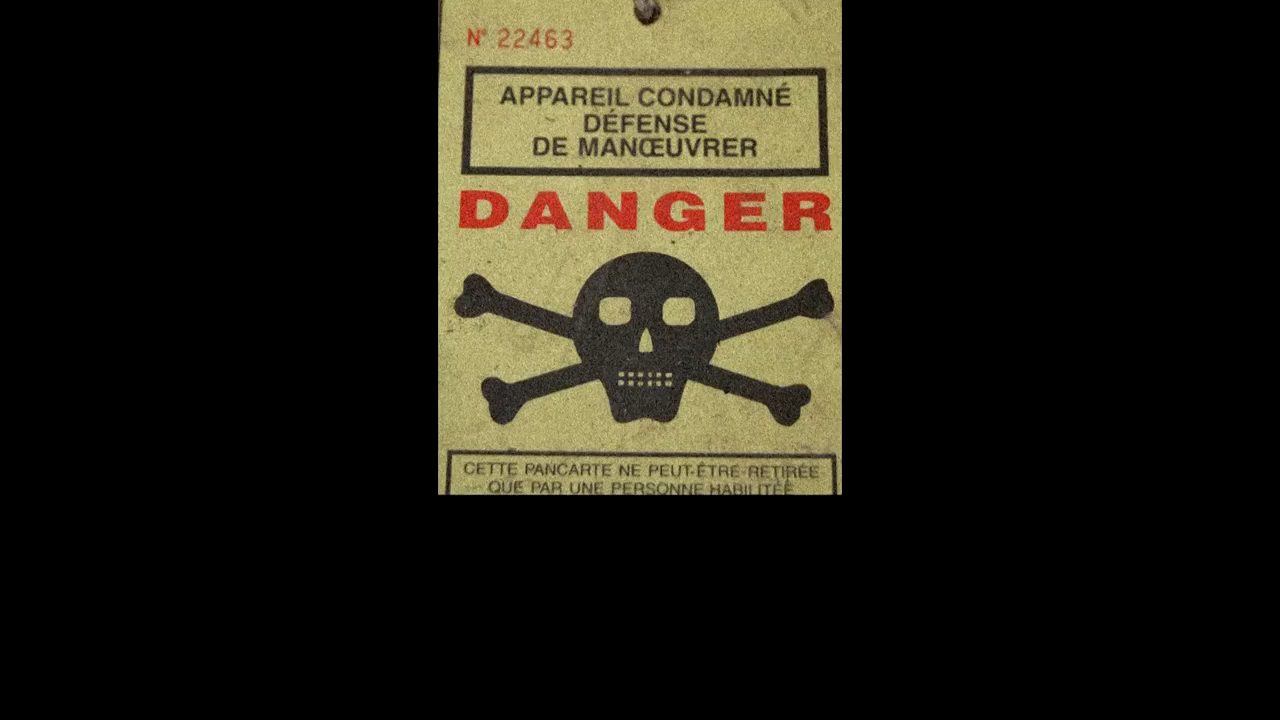 N° 22463
APPAREIL CONDAMNÉ
DÉFENSE
DE MANŒUVRER
DANGER
CETTE PANCARTE NE PEUT-ÊTRE RETIRÉE
QUE PAR UNE PERSONNE HABILITÉE